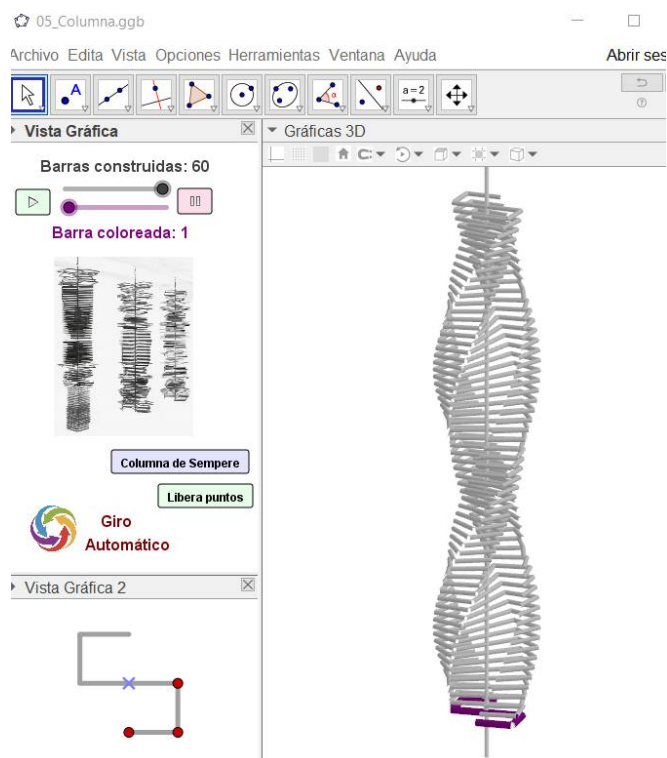 05_Columna.ggb
Archivo Edita Vista Opciones Herramientas Ventana Ayuda
Abrir ses
A
a=2
Vista Gráfica
Gráficas 3D
Barras construidas: 60
Barra coloreada: 1
Columna de Sempere
Libera puntos
Giro
Automático
Vista Gráfica 2